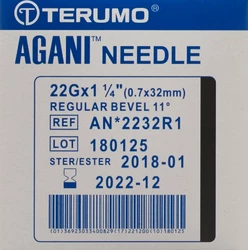 TERUMO
AGANI™ NEEDLE
22Gx1 ¼" (0.7x32mm)
REGULAR BEVEL 11°
REF AN*2232R1
LOT 180125
STER/ESTER 2018-01
2022-12